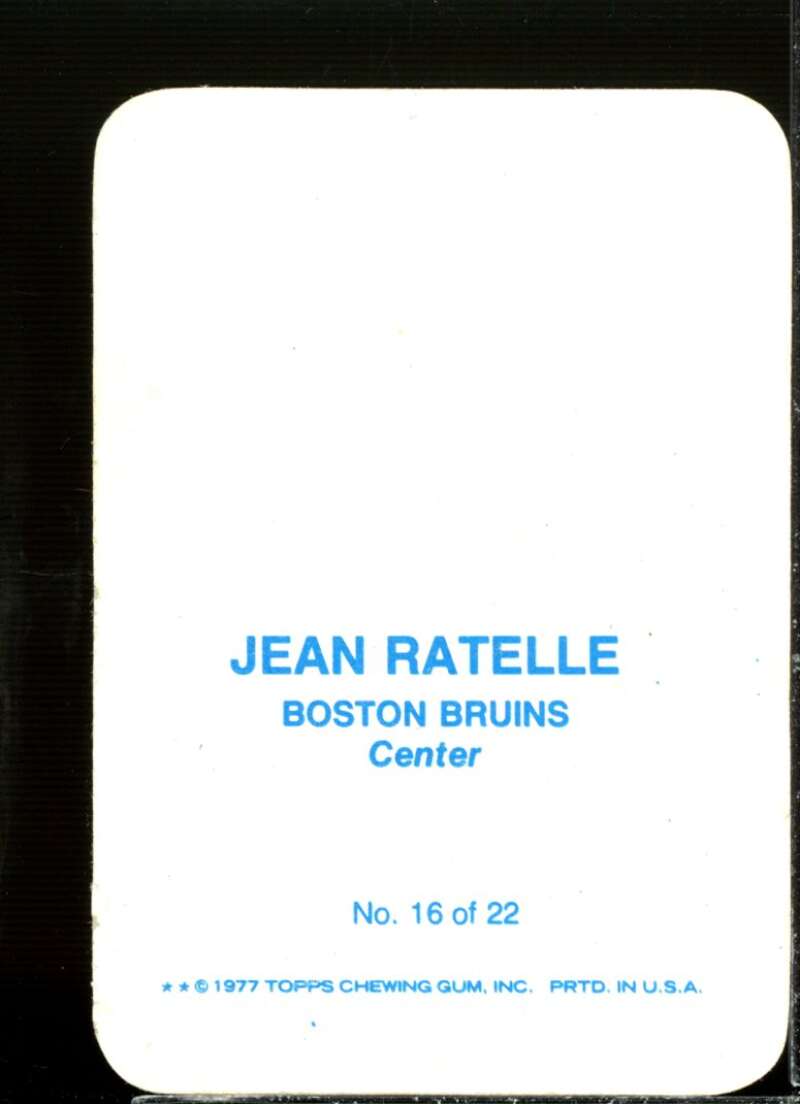 JEAN RATELLE
BOSTON BRUINS
Center
No. 16 of 22
★ ★ © 1977 TOPPS CHEWING GUM, INC. PRTD. IN U.S.A.